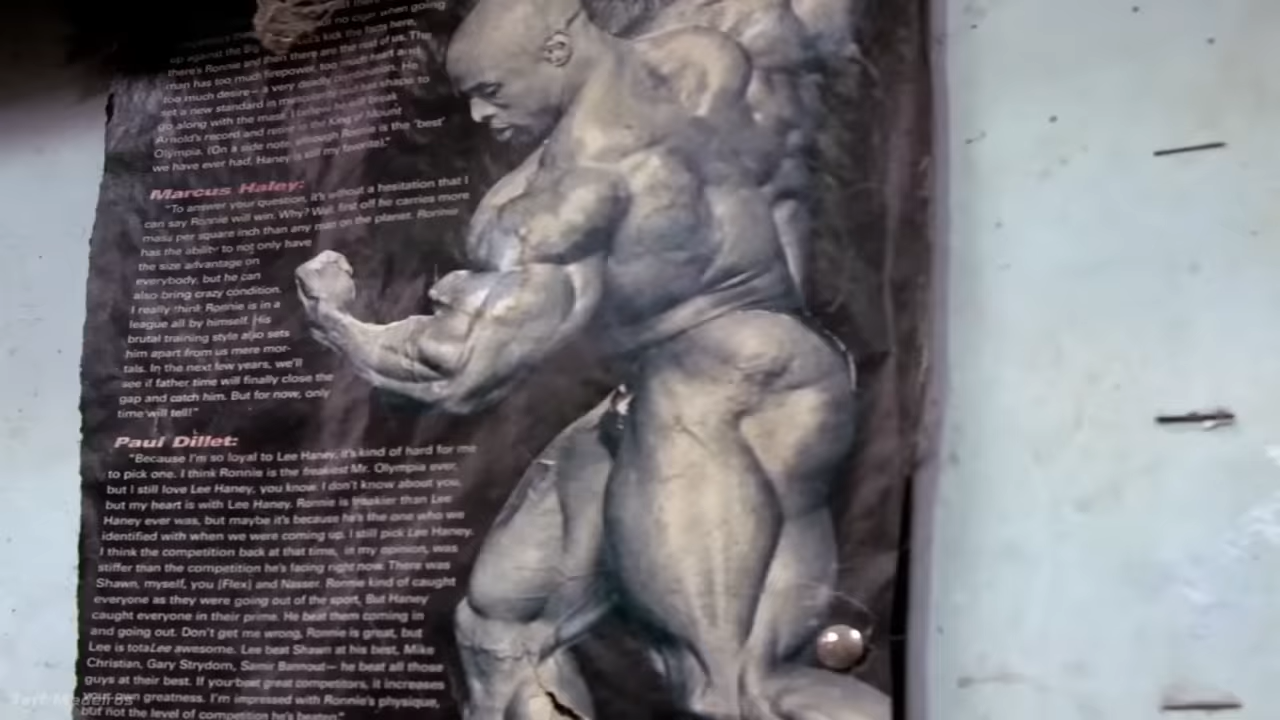 no cigar when going
up against the Big kick the facts here,
there's Ronnie and then there are the rest of us. The
man has too much firepower, too much heart and
too much desire — a very deadly combination. He
set a new standard in muscularity and has shape to
go along with the mass. I believe he will break
Arnold's record and retire as the King of Mount
Olympia. (On a side note, although Ronnie is the "best"
we have ever had, Haney is still my favorite)."
Marcus Haley:
"To answer your question, it's without a hesitation that I
can say Ronnie will win. Why? Well, first off he carries more
mass per square inch than any man on the planet. Ronnie
has the ability to not only have
the size advantage on
everybody, but he can
also bring crazy condition.
I really think Ronnie is in a
league all by himself. His
brutal training style also sets
him apart from us mere mor-
tals. In the next few years, we'll
see if father time will finally close the
gap and catch him. But for now, only
time will tell!"
Paul Dillet:
"Because I'm so loyal to Lee Haney, it's kind of hard for me
to pick one. I think Ronnie is the freakiest Mr. Olympia ever,
but I still love Lee Haney, you know. I don't know about you,
but my heart is with Lee Haney. Ronnie is freakier than Lee
Haney ever was, but maybe it's because he's the one who we
identified with when we were coming up. I still pick Lee Haney.
I think the competition back at that time, in my opinion, was
stiffer than the competition he's facing right now. There was
Shawn, myself, you [Flex] and Nasser. Ronnie kind of caught
everyone as they were going out of the sport, But Haney
caught everyone in their prime. He beat them coming in
and going out. Don't get me wrong, Ronnie is great, but
Lee is totaLee awesome. Lee beat Shawn at his best, Mike
Christian, Gary Strydom, Samir Bannout — he beat all those
guys at their best. If you beat great competitors, it increases
your own greatness. I'm impressed with Ronnie's physique,
but not the level of competition he's beaten"